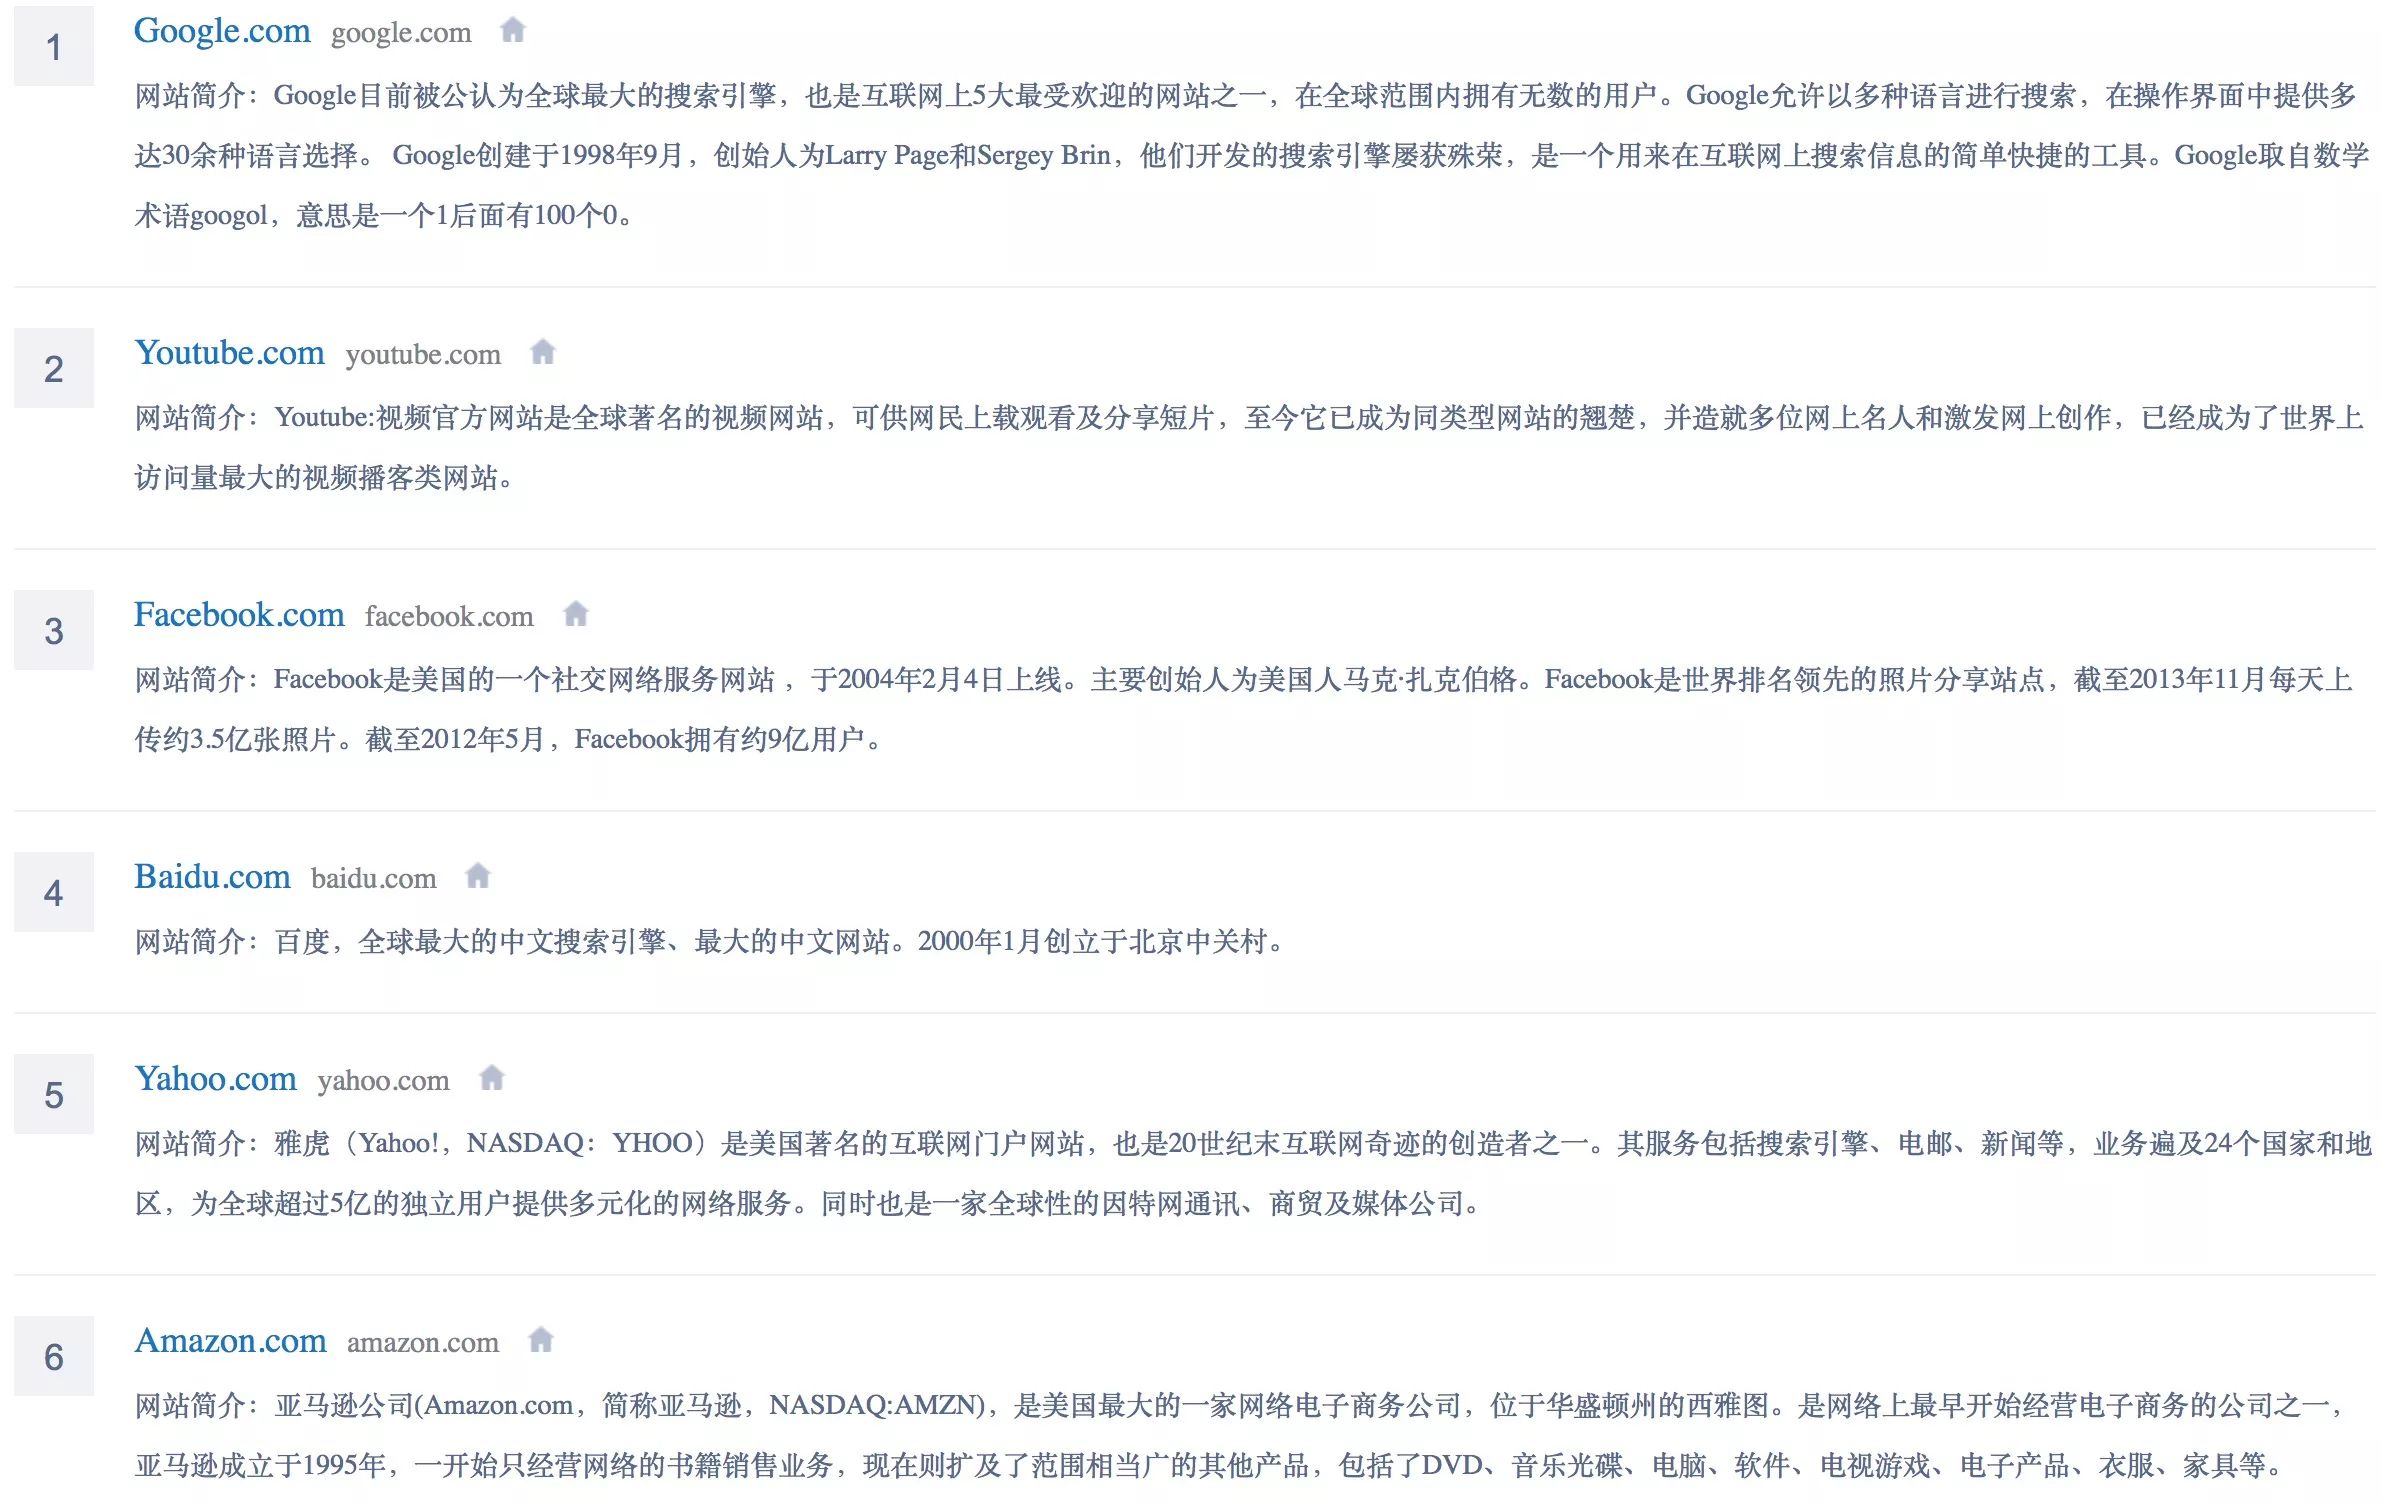 1
Google.com google.com
网站简介：Google目前被公认为全球最大的搜索引擎，也是互联网上5大最受欢迎的网站之一，在全球范围内拥有无数的用户。Google允许以多种语言进行搜索，在操作界面中提供多
达30余种语言选择。 Google创建于1998年9月，创始人为Larry Page和Sergey Brin，他们开发的搜索引擎屡获殊荣，是一个用来在互联网上搜索信息的简单快捷的工具。Google取自数学
术语googol，意思是一个1后面有100个0。
2
Youtube.com youtube.com
网站简介：Youtube:视频官方网站是全球著名的视频网站，可供网民上载观看及分享短片，至今它已成为同类型网站的翘楚，并造就多位网上名人和激发网上创作，已经成为了世界上
访问量最大的视频播客类网站。
3
Facebook.com facebook.com
网站简介：Facebook是美国的一个社交网络服务网站 ，于2004年2月4日上线。主要创始人为美国人马克·扎克伯格。Facebook是世界排名领先的照片分享站点，截至2013年11月每天上
传约3.5亿张照片。截至2012年5月，Facebook拥有约9亿用户。
4
Baidu.com baidu.com
网站简介：百度，全球最大的中文搜索引擎、最大的中文网站。2000年1月创立于北京中关村。
5
Yahoo.com yahoo.com
网站简介：雅虎（Yahoo!，NASDAQ：YHOO）是美国著名的互联网门户网站，也是20世纪末互联网奇迹的创造者之一。其服务包括搜索引擎、电邮、新闻等，业务遍及24个国家和地
区，为全球超过5亿的独立用户提供多元化的网络服务。同时也是一家全球性的因特网通讯、商贸及媒体公司。
6
Amazon.com amazon.com
网站简介：亚马逊公司(Amazon.com，简称亚马逊，NASDAQ:AMZN)，是美国最大的一家网络电子商务公司，位于华盛顿州的西雅图。是网络上最早开始经营电子商务的公司之一，
亚马逊成立于1995年，一开始只经营网络的书籍销售业务，现在则扩及了范围相当广的其他产品，包括了DVD、音乐光碟、电脑、软件、电视游戏、电子产品、衣服、家具等。